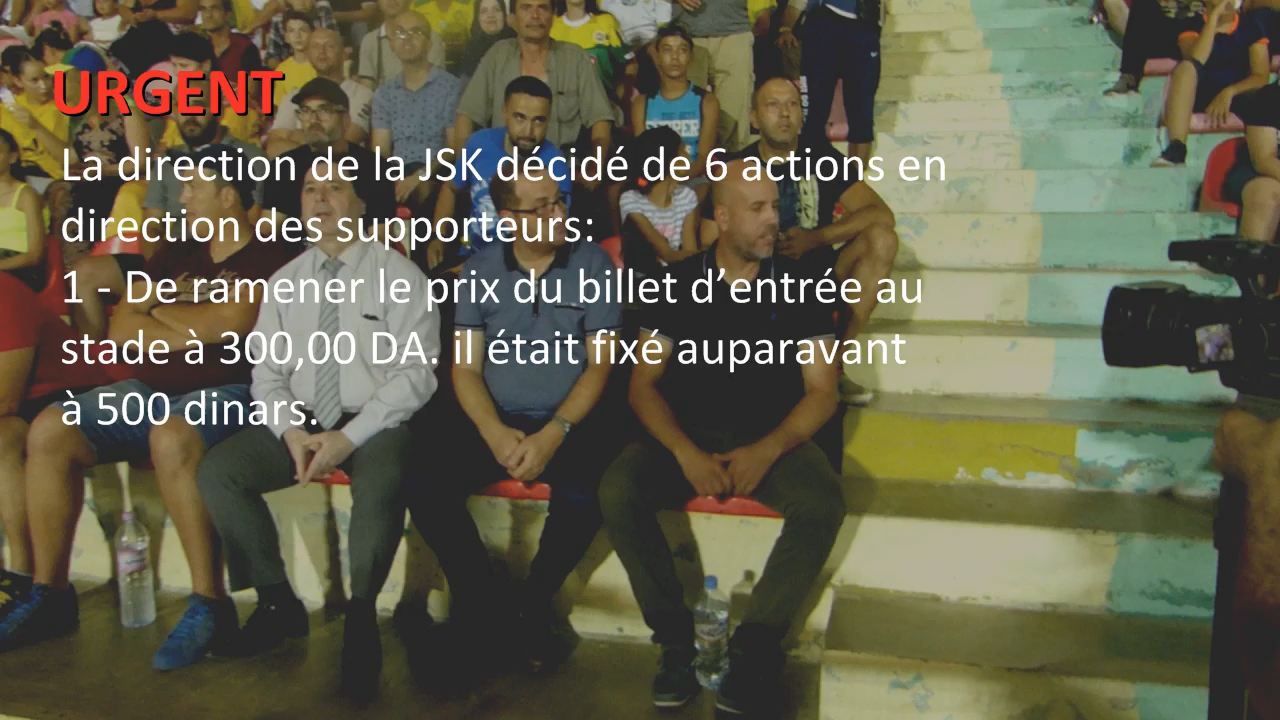 URGENT
La direction de la JSK décidé de 6 actions en
direction des supporteurs:
1 - De ramener le prix du billet d’entrée au
stade à 300,00 DA. il était fixé auparavant
à 500 dinars.